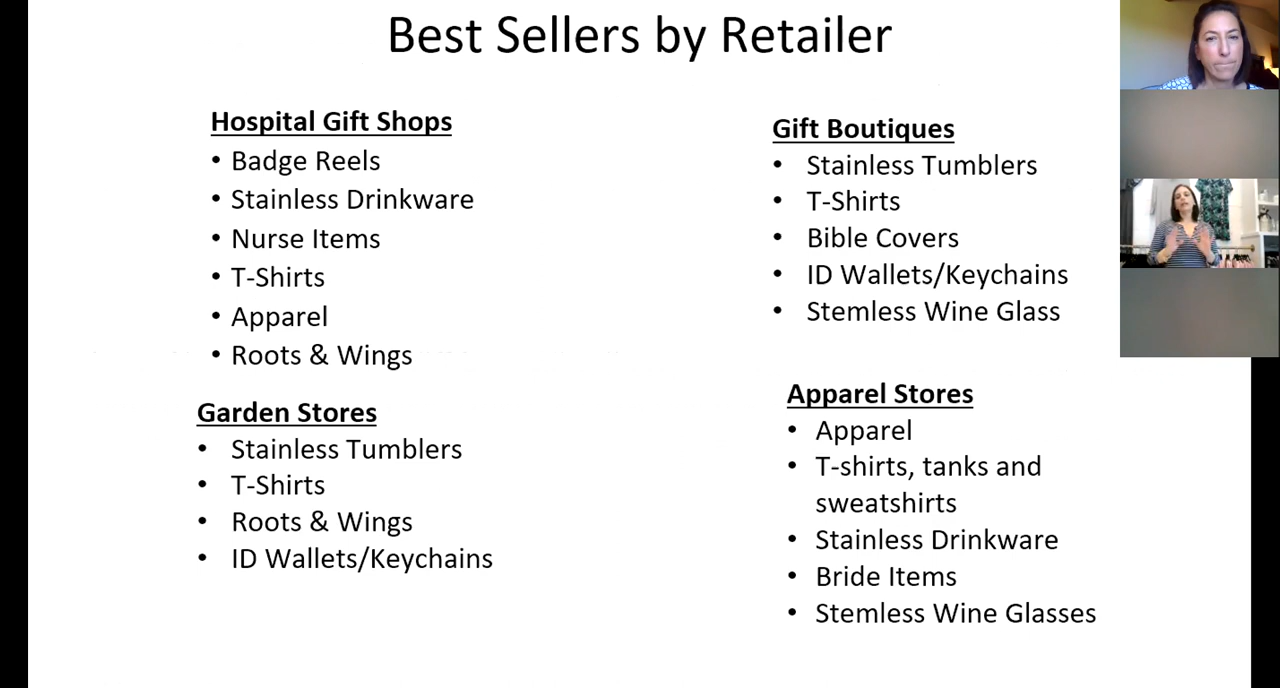 Best Sellers by Retailer
Hospital Gift Shops
• Badge Reels
• Stainless Drinkware
• Nurse Items
• T-Shirts
• Apparel
• Roots & Wings
Garden Stores
• Stainless Tumblers
• T-Shirts
• Roots & Wings
• ID Wallets/Keychains
Gift Boutiques
• Stainless Tumblers
• T-Shirts
• Bible Covers
• ID Wallets/Keychains
• Stemless Wine Glass
Apparel Stores
• Apparel
• T-shirts, tanks and
sweatshirts
• Stainless Drinkware
• Bride Items
• Stemless Wine Glasses